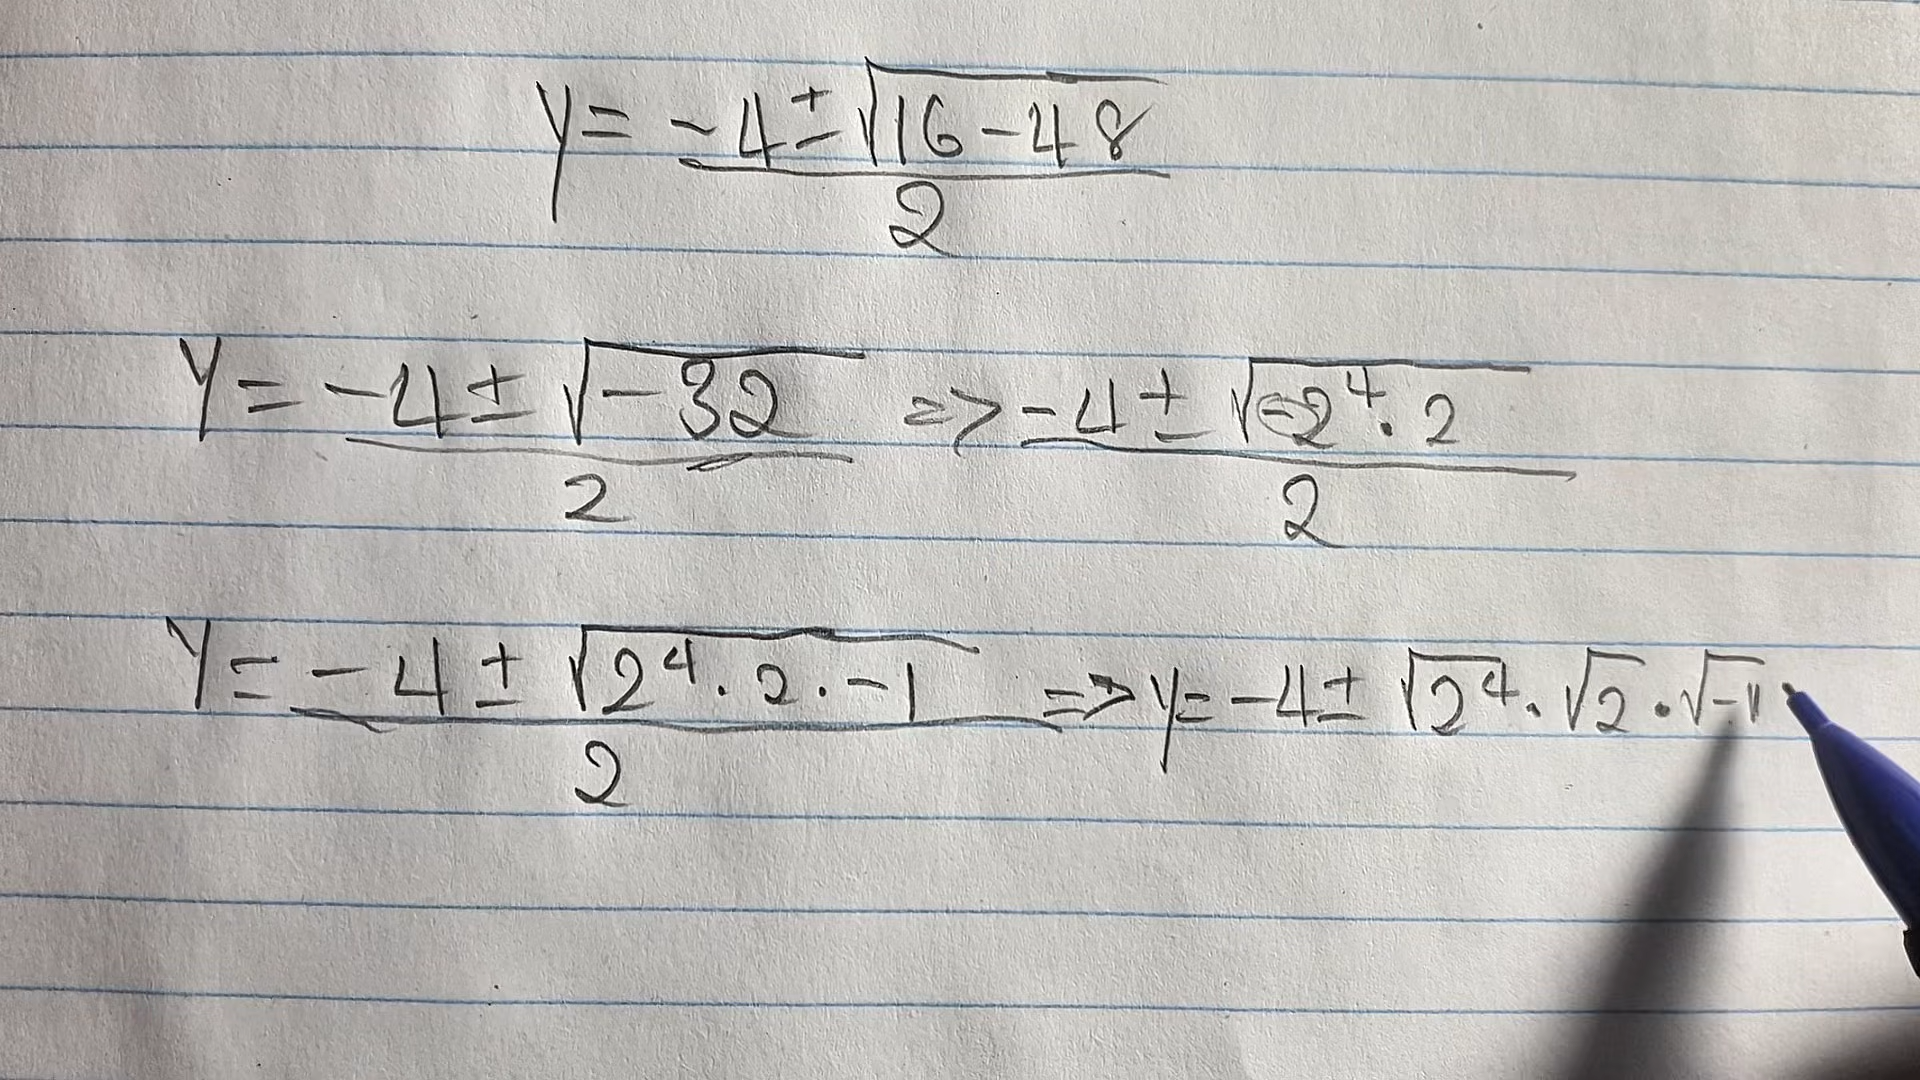 y = -4 ± √16 - 48 / 2
y = -4 ± √-32 / 2 => -4 ± √-2⁴ · 2 / 2
y = -4 ± √2⁴ · 2 · -1 / 2 => y = -4 ± √2⁴ · √2 · √-1